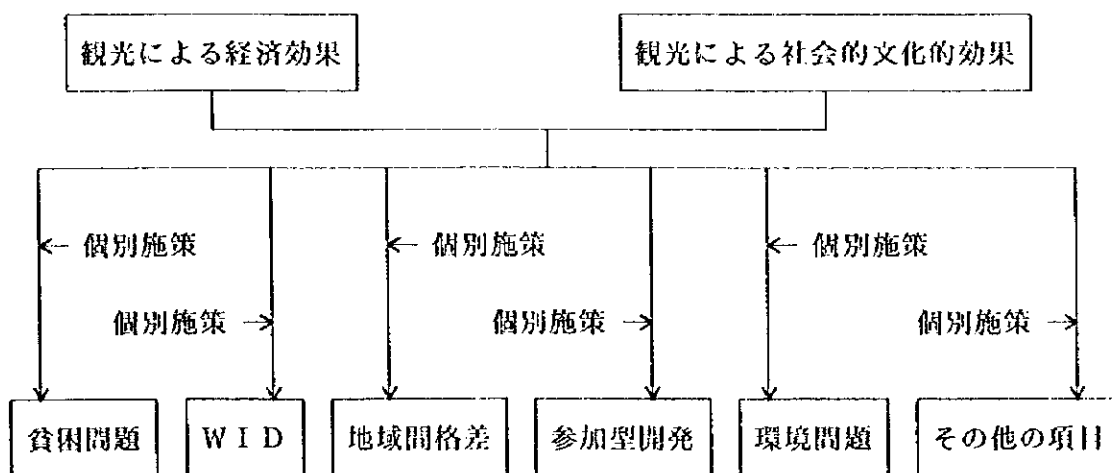 観光による経済効果
観光による社会的文化的効果
個別施策
個別施策
個別施策
個別施策
個別施策
個別施策
貧困問題
ＷＩＤ
地域間格差
参加型開発
環境問題
その他の項目